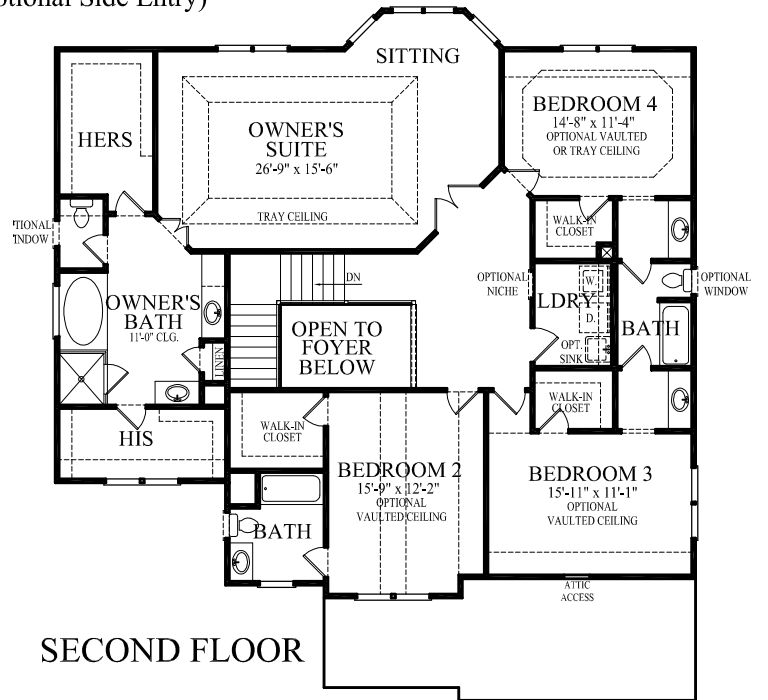 tional Side Entry)
SITTING
HERS
OWNER'S
SUITE
26'-9" x 15'-6"
TRAY CEILING
BEDROOM 4
14'-8" x 11'-4"
OPTIONAL VAULTED
OR TRAY CEILING
TIONAL
INDOW
WALK-IN
CLOSET
DN
OPTIONAL
NICHE
W.
OPTIONAL
WINDOW
OWNER'S
BATH
11'-0" CLG.
LDRY
D.
OPEN TO
FOYER
BELOW
BATH
OPT.
SINK
LINEN
WALK-IN
CLOSET
HIS
WALK-IN
CLOSET
BEDROOM 2
15'-9" x 12'-2"
OPTIONAL
VAULTED CEILING
BEDROOM 3
15'-11" x 11'-1"
OPTIONAL
VAULTED CEILING
BATH
ATTIC
ACCESS
SECOND FLOOR